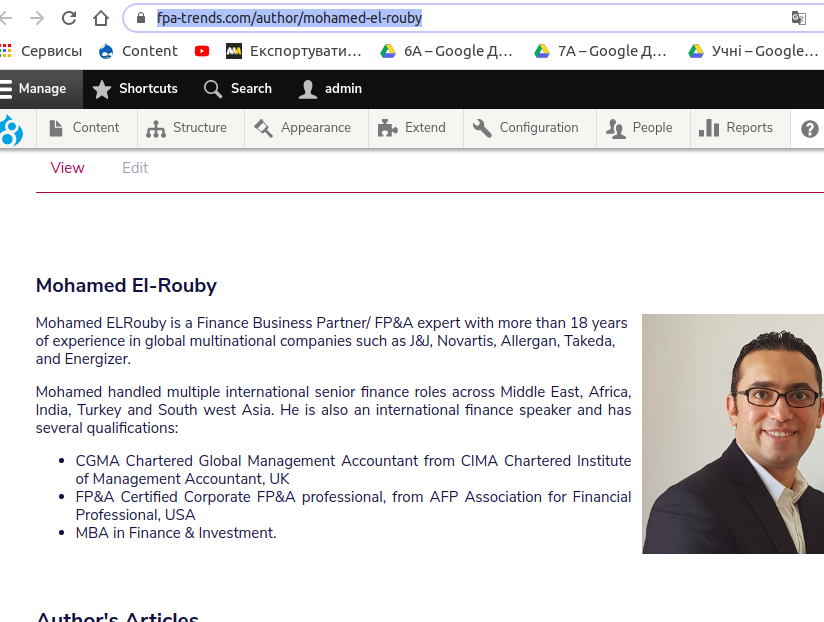 fpa-trends.com/author/mohamed-el-rouby
Сервисы Content Експортувати... 6А – Google Д... 7А – Google Д... Учні – Google...
Manage Shortcuts Search admin
Content Structure Appearance Extend Configuration People Reports ?
View Edit
Mohamed El-Rouby
Mohamed ELRouby is a Finance Business Partner/ FP&A expert with more than 18 years
of experience in global multinational companies such as J&J, Novartis, Allergan, Takeda,
and Energizer.
Mohamed handled multiple international senior finance roles across Middle East, Africa,
India, Turkey and South west Asia. He is also an international finance speaker and has
several qualifications:
CGMA Chartered Global Management Accountant from CIMA Chartered Institute
of Management Accountant, UK
FP&A Certified Corporate FP&A professional, from AFP Association for Financial
Professional, USA
MBA in Finance & Investment.
Author's Articles